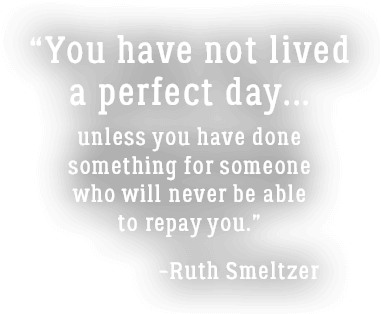 “You have not lived
a perfect day...
unless you have done
something for someone
who will never be able
to repay you.”
-Ruth Smeltzer